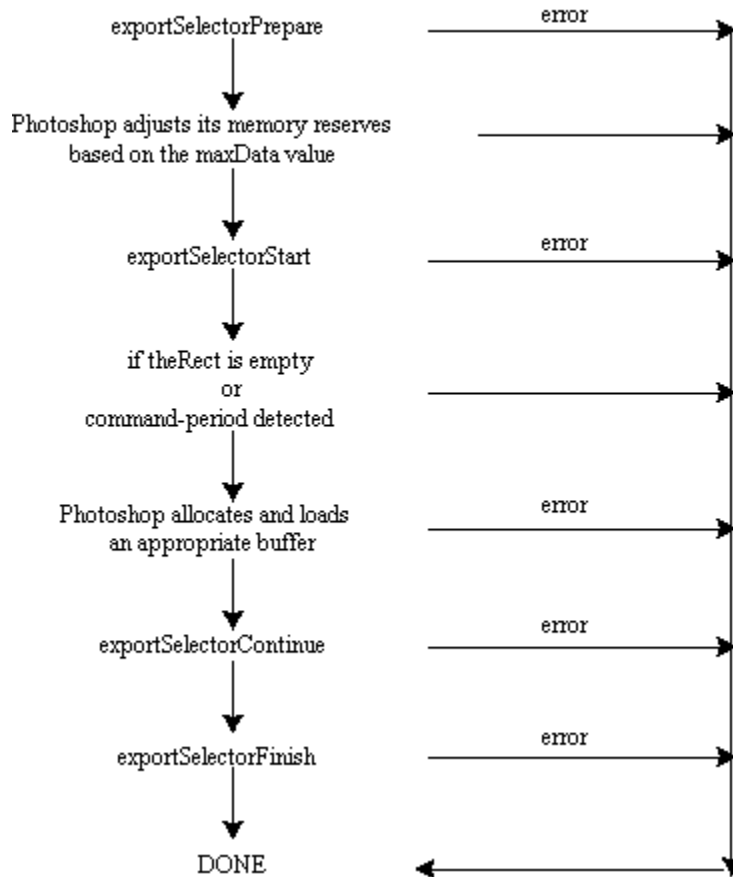 exportSelectorPrepare
error
Photoshop adjusts its memory reserves
based on the maxData value
exportSelectorStart
error
if theRect is empty
or
command-period detected
Photoshop allocates and loads
an appropriate buffer
error
exportSelectorContinue
error
exportSelectorFinish
error
DONE